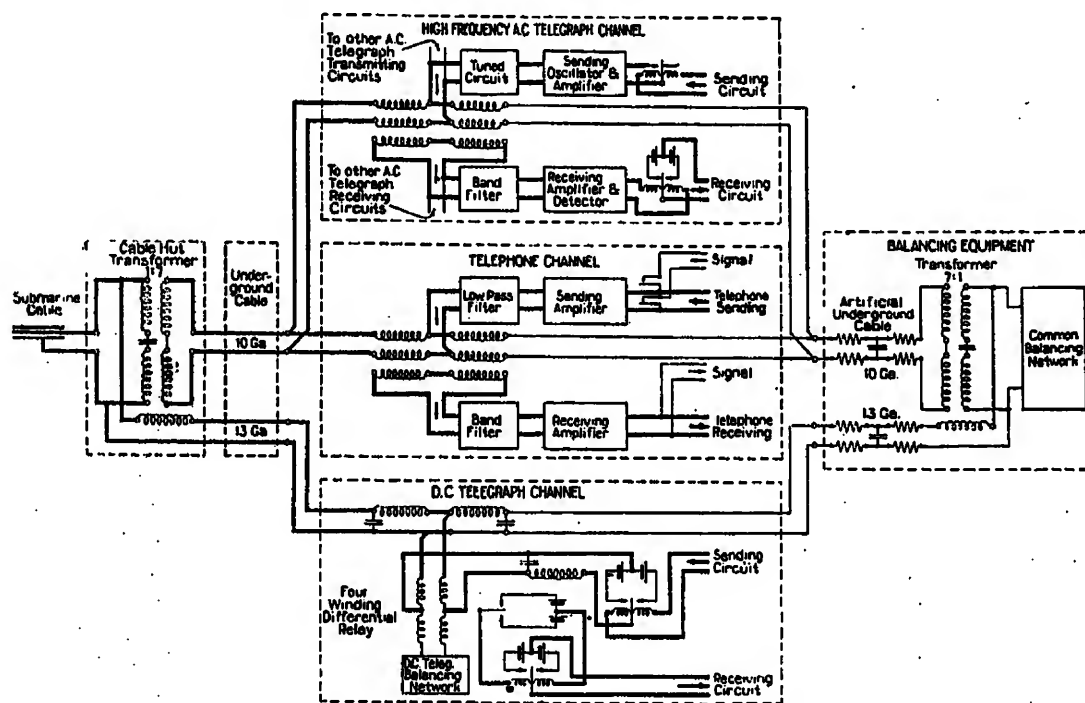 HIGH FREQUENCY A.C. TELEGRAPH CHANNEL
To other A.C.
Telegraph
Transmitting
Circuits
Tuned
Circuit
Sending
Oscillator &
Amplifier
Sending
Circuit
To other A.C.
Telegraph
Receiving
Circuits
Band
Filter
Receiving
Amplifier &
Detector
Receiving
Circuit
Cable Hut
Transformer
1:7
Submarine
Cable
Under-
ground
Cable
10 Ga
13 Ga
TELEPHONE CHANNEL
Low Pass
Filter
Sending
Amplifier
Signal
Telephone
Sending
Signal
Band
Filter
Receiving
Amplifier
Telephone
Receiving
BALANCING EQUIPMENT
Transformer
7:1
Artificial
Underground
Cable
10 Ga.
13 Ga.
Common
Balancing
Network
D.C. TELEGRAPH CHANNEL
Four
Winding
Differential
Relay
D.C. Teleg.
Balancing
Network
Sending
Circuit
Receiving
Circuit